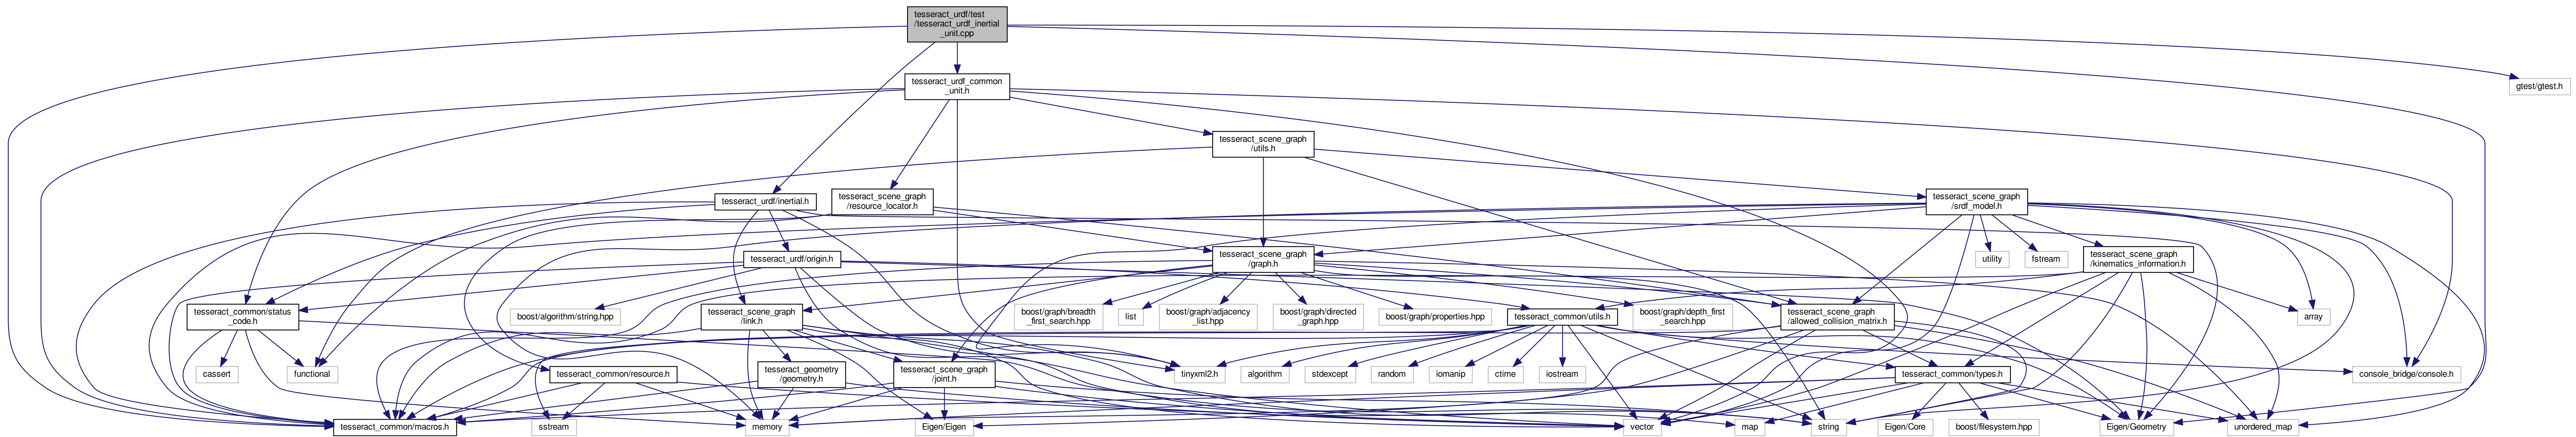 tesseract_urdf/test
/tesseract_urdf_inertial
_unit.cpp
tesseract_urdf_common
_unit.h
gtest/gtest.h
tesseract_scene_graph
/utils.h
tesseract_urdf/inertial.h
tesseract_scene_graph
/resource_locator.h
tesseract_scene_graph
/srdf_model.h
tesseract_urdf/origin.h
tesseract_scene_graph
/graph.h
utility
fstream
tesseract_scene_graph
/kinematics_information.h
tesseract_common/status
_code.h
boost/algorithm/string.hpp
tesseract_scene_graph
/link.h
boost/graph/breadth
_first_search.hpp
list
boost/graph/adjacency
_list.hpp
boost/graph/directed
_graph.hpp
boost/graph/properties.hpp
tesseract_common/utils.h
boost/graph/depth_first
_search.hpp
tesseract_scene_graph
/allowed_collision_matrix.h
array
cassert
functional
tesseract_common/resource.h
tesseract_geometry
/geometry.h
tesseract_scene_graph
/joint.h
tinyxml2.h
algorithm
stdexcept
random
iomanip
ctime
iostream
tesseract_common/types.h
console_bridge/console.h
tesseract_common/macros.h
sstream
memory
Eigen/Eigen
vector
map
string
Eigen/Core
boost/filesystem.hpp
Eigen/Geometry
unordered_map